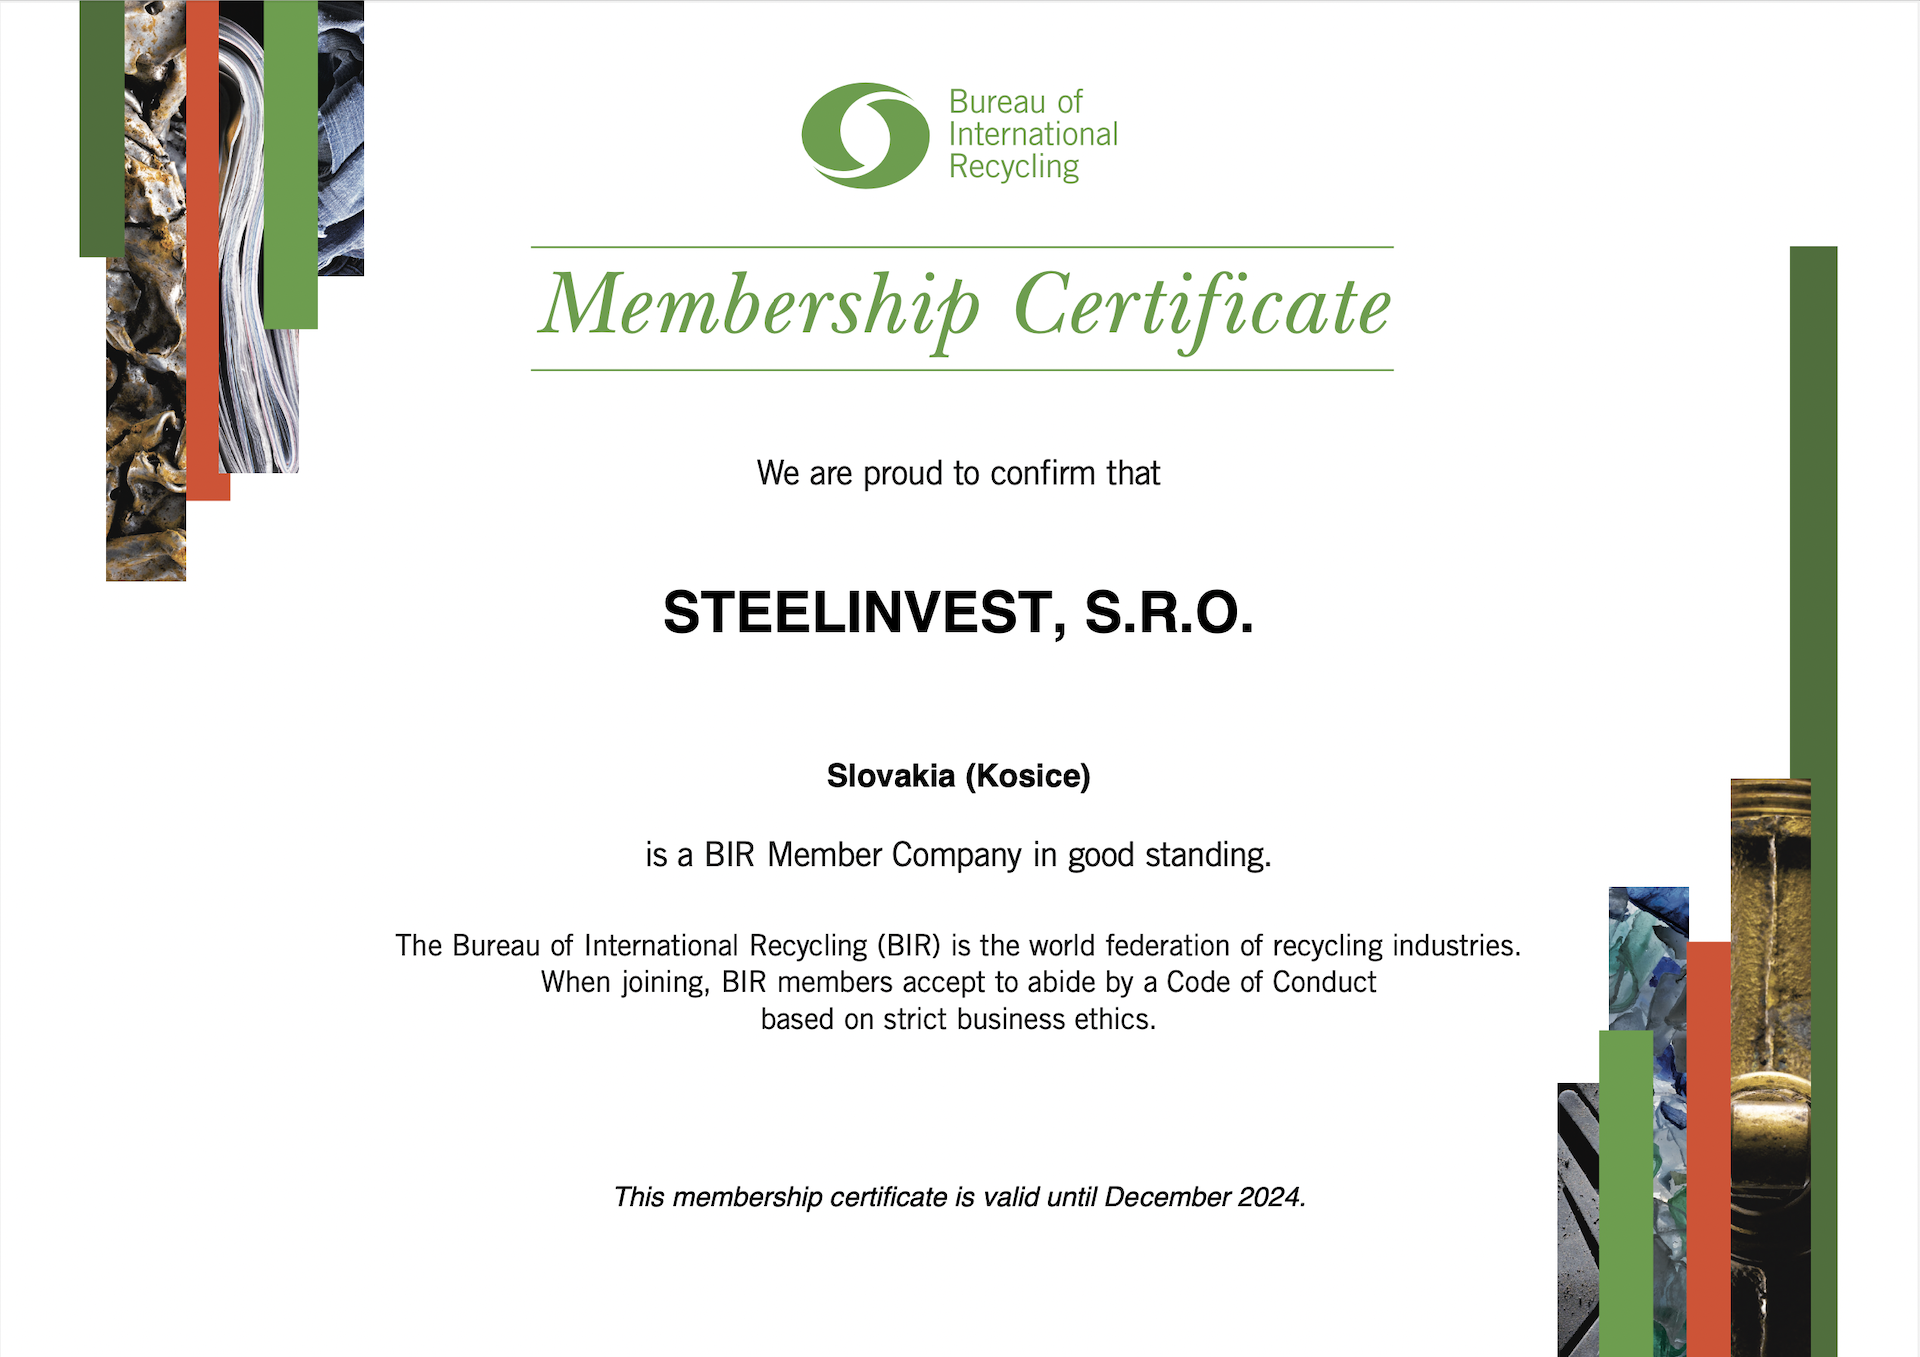 Bureau of
International
Recycling
Membership Certificate
We are proud to confirm that
STEELINVEST, S.R.O.
Slovakia (Kosice)
is a BIR Member Company in good standing.
The Bureau of International Recycling (BIR) is the world federation of recycling industries.
When joining, BIR members accept to abide by a Code of Conduct
based on strict business ethics.
This membership certificate is valid until December 2024.